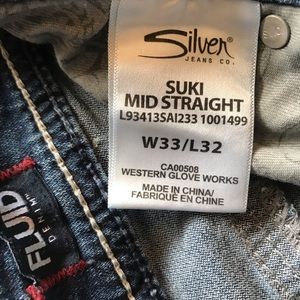 Silver
JEANS CO.
SUKI
MID STRAIGHT
L93413SAI233 1001499
W33/L32
CA00508
WESTERN GLOVE WORKS
MADE IN CHINA/
FABRIQUÉ EN CHINE
FLUID
DENIM